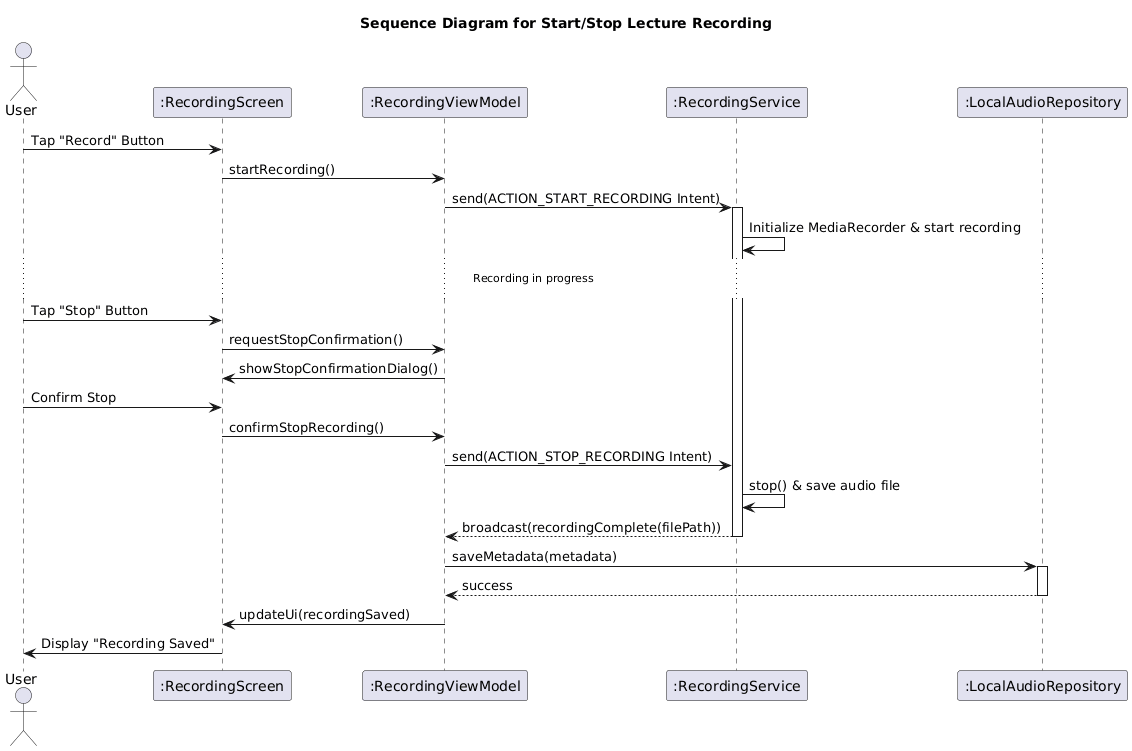 Sequence Diagram for Start/Stop Lecture Recording
User
:RecordingScreen
:RecordingViewModel
:RecordingService
:LocalAudioRepository
Tap "Record" Button
startRecording()
send(ACTION_START_RECORDING Intent)
Initialize MediaRecorder & start recording
Recording in progress
Tap "Stop" Button
requestStopConfirmation()
showStopConfirmationDialog()
Confirm Stop
confirmStopRecording()
send(ACTION_STOP_RECORDING Intent)
stop() & save audio file
broadcast(recordingComplete(filePath))
saveMetadata(metadata)
success
updateUi(recordingSaved)
Display "Recording Saved"
User
:RecordingScreen
:RecordingViewModel
:RecordingService
:LocalAudioRepository